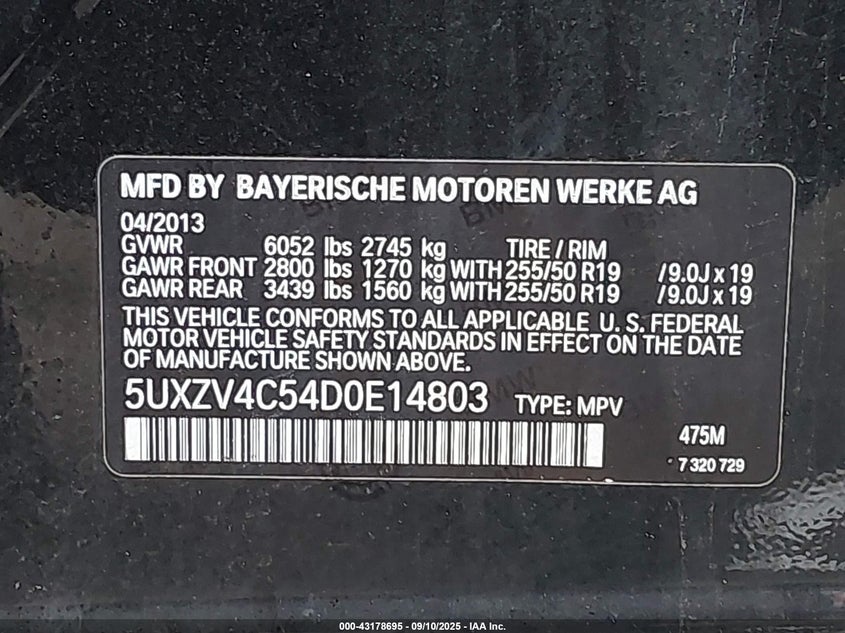 MFD BY BAYERISCHE MOTOREN WERKE AG
04/2013
GVWR 6052 lbs 2745 kg TIRE / RIM
GAWR FRONT 2800 lbs 1270 kg WITH 255/50 R19 /9.0J x 19
GAWR REAR 3439 lbs 1560 kg WITH 255/50 R19 /9.0J x 19
THIS VEHICLE CONFORMS TO ALL APPLICABLE U. S. FEDERAL
MOTOR VEHICLE SAFETY STANDARDS IN EFFECT ON THE DATE
OF MANUFACTURE SHOWN ABOVE.
5UXZV4C54D0E14803 TYPE: MPV
475M
7 320 729
000-43178695 - 09/10/2025 - IAA Inc.